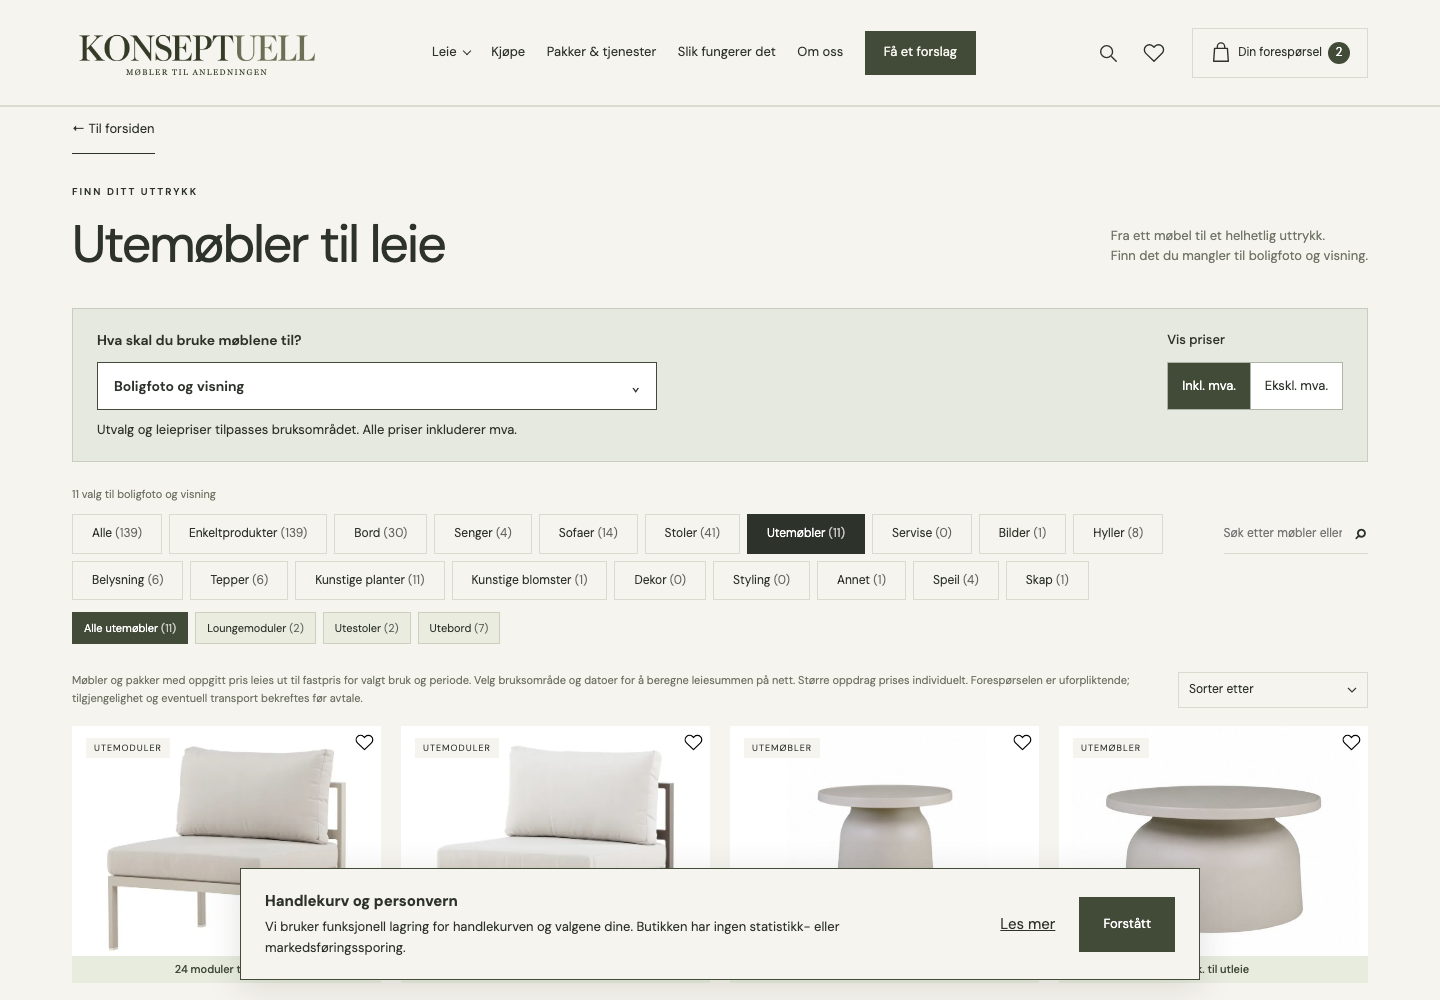 KONSEPTUELL
MØBLER TIL ANLEDNINGEN
Leie
Kjøpe
Pakker & tjenester
Slik fungerer det
Om oss
Få et forslag
Din forespørsel 2
← Til forsiden
FINN DITT UTTRYKK
Utemøbler til leie
Fra ett møbel til et helhetlig uttrykk.
Finn det du mangler til boligfoto og visning.
Hva skal du bruke møblene til?
Boligfoto og visning
Utvalg og leiepriser tilpasses bruksområdet. Alle priser inkluderer mva.
Vis priser
Inkl. mva.
Ekskl. mva.
11 valg til boligfoto og visning
Alle (139)
Enkeltprodukter (139)
Bord (30)
Senger (4)
Sofaer (14)
Stoler (41)
Utemøbler (11)
Servise (0)
Bilder (1)
Hyller (8)
Søk etter møbler eller
Belysning (6)
Tepper (6)
Kunstige planter (11)
Kunstige blomster (1)
Dekor (0)
Styling (0)
Annet (1)
Speil (4)
Skap (1)
Alle utemøbler (11)
Loungemoduler (2)
Utestoler (2)
Utebord (7)
Møbler og pakker med oppgitt pris leies ut til fastpris for valgt bruk og periode. Velg bruksområde og datoer for å beregne leiesummen på nett. Større oppdrag prises individuelt. Forespørselen er uforpliktende;
tilgjengelighet og eventuell transport bekreftes før avtale.
Sorter etter
UTEMODULER
UTEMODULER
UTEMØBLER
UTEMØBLER
24 moduler
til utleie
Handlekurv og personvern
Vi bruker funksjonell lagring for handlekurven og valgene dine. Butikken har ingen statistikk- eller
markedsføringssporing.
Les mer
Forstått